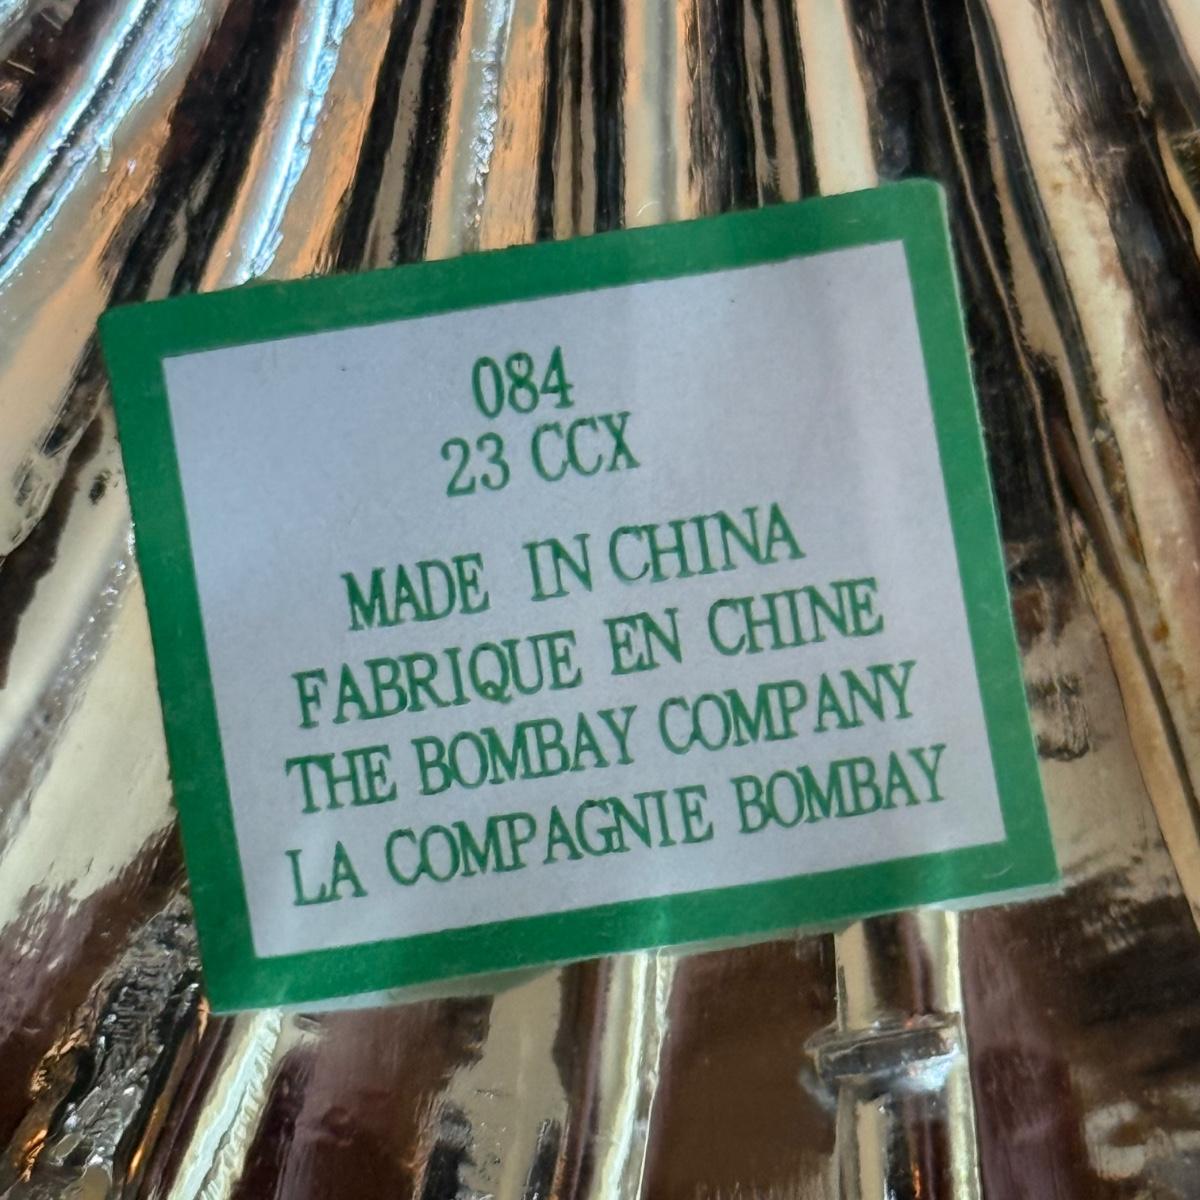 084
23 CCX
MADE IN CHINA
FABRIQUE EN CHINE
THE BOMBAY COMPANY
LA COMPAGNIE BOMBAY